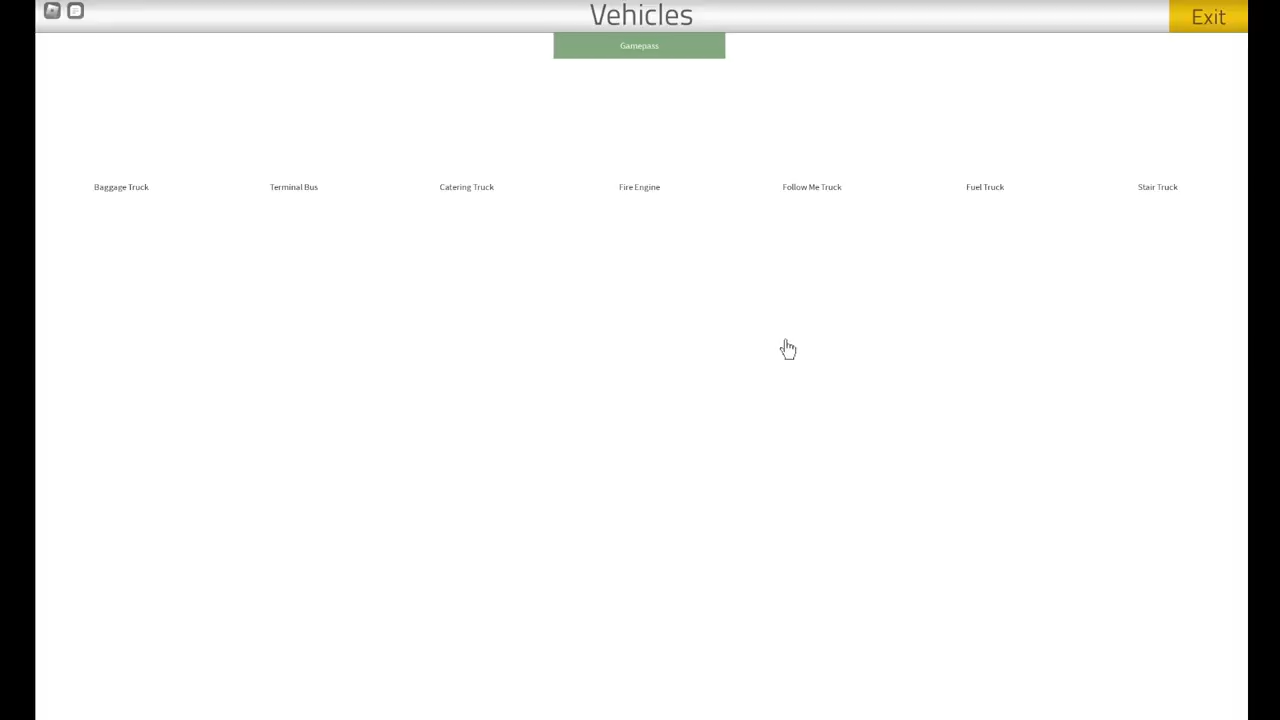 Vehicles
Exit
Gamepass
Baggage Truck
Terminal Bus
Catering Truck
Fire Engine
Follow Me Truck
Fuel Truck
Stair Truck